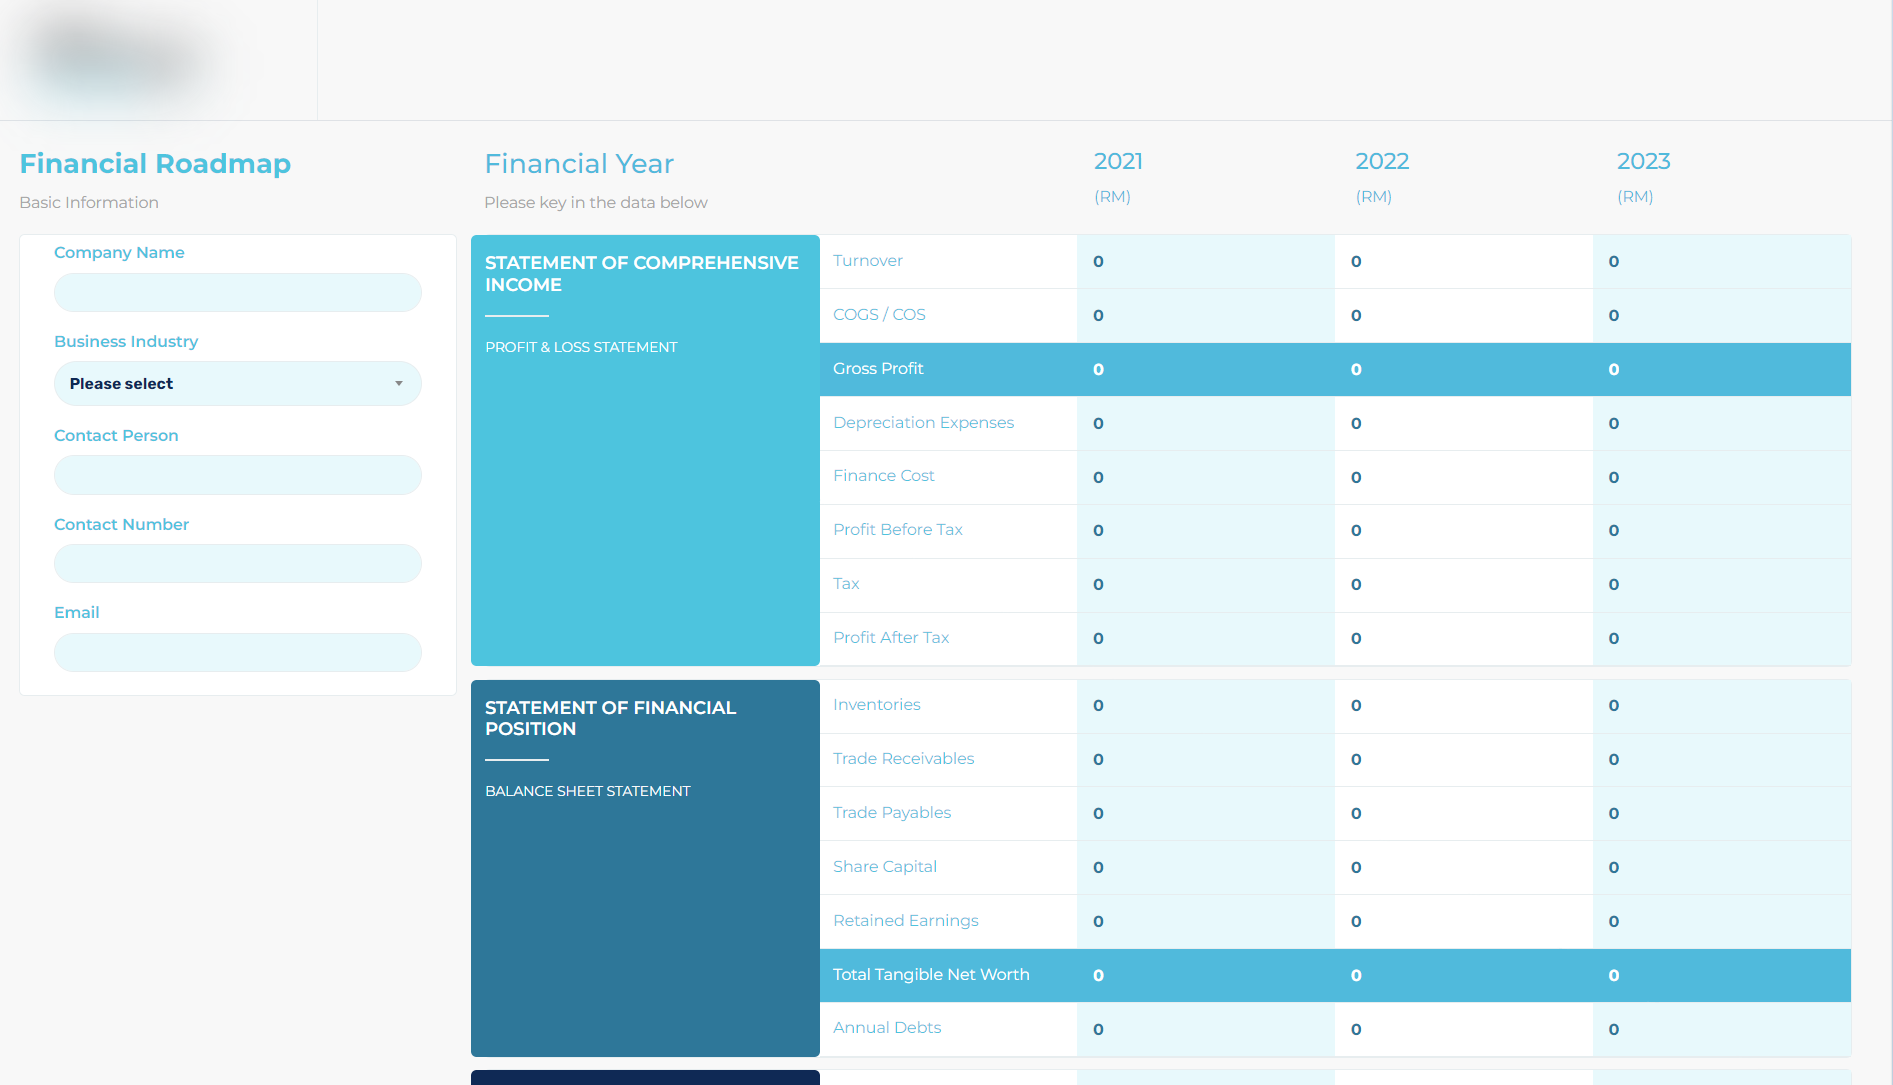 Financial Roadmap
Basic Information
Company Name
Business Industry
Please select
Contact Person
Contact Number
Email
Financial Year
Please key in the data below
2021
(RM)
2022
(RM)
2023
(RM)
STATEMENT OF COMPREHENSIVE
INCOME
PROFIT & LOSS STATEMENT
Turnover 0 0 0
COGS / COS 0 0 0
Gross Profit 0 0 0
Depreciation Expenses 0 0 0
Finance Cost 0 0 0
Profit Before Tax 0 0 0
Tax 0 0 0
Profit After Tax 0 0 0
STATEMENT OF FINANCIAL
POSITION
BALANCE SHEET STATEMENT
Inventories 0 0 0
Trade Receivables 0 0 0
Trade Payables 0 0 0
Share Capital 0 0 0
Retained Earnings 0 0 0
Total Tangible Net Worth 0 0 0
Annual Debts 0 0 0